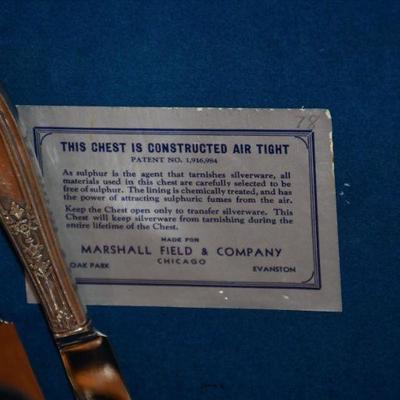 78
THIS CHEST IS CONSTRUCTED AIR TIGHT
PATENT NO. 1,916,984
As sulphur is the agent that tarnishes silverware, all
materials used in this chest are carefully selected to be
free of sulphur. The lining is chemically treated, and has
the power of attracting sulphuric fumes from the air.
Keep the Chest open only to transfer silverware. This
Chest will keep silverware from tarnishing during the
entire lifetime of the Chest.
MADE FOR
MARSHALL FIELD & COMPANY
CHICAGO
OAK PARK EVANSTON